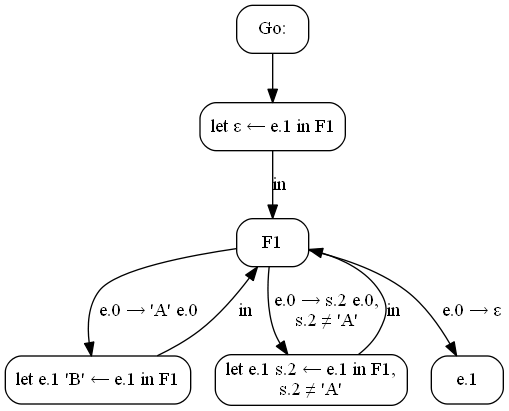 Go:
let ε ← e.1 in F1
in
F1
e.0 → 'A' e.0
in
e.0 → s.2 e.0,
s.2 ≠ 'A'
in
e.0 → ε
let e.1 'B' ← e.1 in F1
let e.1 s.2 ← e.1 in F1,
s.2 ≠ 'A'
e.1